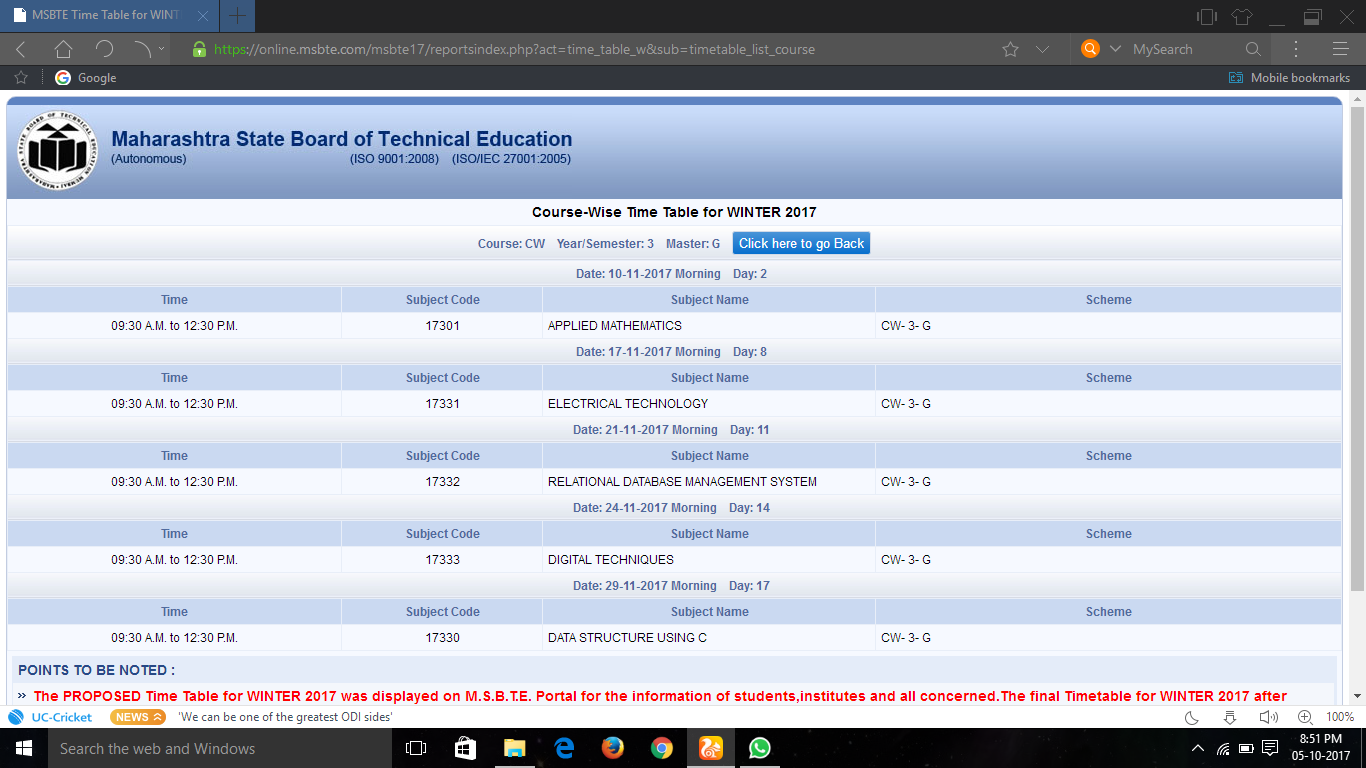 MSBTE Time Table for WINT
https://online.msbte.com/msbte17/reportsindex.php?act=time_table_w&sub=timetable_list_course
MySearch
Google
Mobile bookmarks
Maharashtra State Board of Technical Education
(Autonomous) (ISO 9001:2008) (ISO/IEC 27001:2005)
Course-Wise Time Table for WINTER 2017
Course: CW Year/Semester: 3 Master: G Click here to go Back
Date: 10-11-2017 Morning Day: 2
Time Subject Code Subject Name Scheme
09:30 A.M. to 12:30 P.M. 17301 APPLIED MATHEMATICS CW- 3- G
Date: 17-11-2017 Morning Day: 8
Time Subject Code Subject Name Scheme
09:30 A.M. to 12:30 P.M. 17331 ELECTRICAL TECHNOLOGY CW- 3- G
Date: 21-11-2017 Morning Day: 11
Time Subject Code Subject Name Scheme
09:30 A.M. to 12:30 P.M. 17332 RELATIONAL DATABASE MANAGEMENT SYSTEM CW- 3- G
Date: 24-11-2017 Morning Day: 14
Time Subject Code Subject Name Scheme
09:30 A.M. to 12:30 P.M. 17333 DIGITAL TECHNIQUES CW- 3- G
Date: 29-11-2017 Morning Day: 17
Time Subject Code Subject Name Scheme
09:30 A.M. to 12:30 P.M. 17330 DATA STRUCTURE USING C CW- 3- G
POINTS TO BE NOTED :
» The PROPOSED Time Table for WINTER 2017 was displayed on M.S.B.T.E. Portal for the information of students,institutes and all concerned.The final Timetable for WINTER 2017 after
UC-Cricket NEWS 'We can be one of the greatest ODI sides' 100%
Search the web and Windows
8:51 PM
05-10-2017